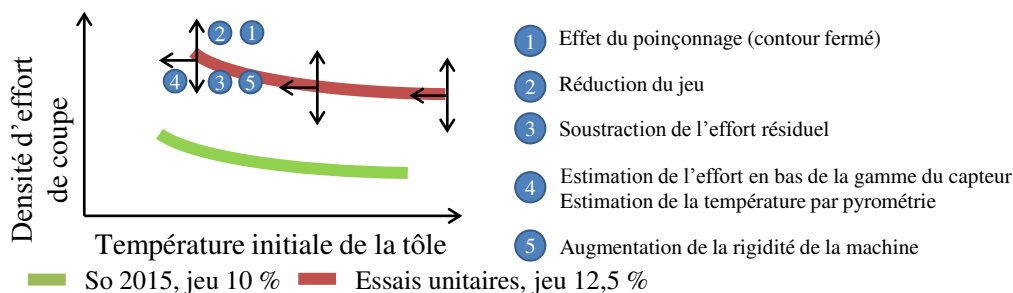 Densité d'effort
de coupe
2
1
4
3
5
Température initiale de la tôle
So 2015, jeu 10 %
Essais unitaires, jeu 12,5 %
1
Effet du poinçonnage (contour fermé)
2
Réduction du jeu
3
Soustraction de l'effort résiduel
4
Estimation de l'effort en bas de la gamme du capteur
Estimation de la température par pyrométrie
5
Augmentation de la rigidité de la machine